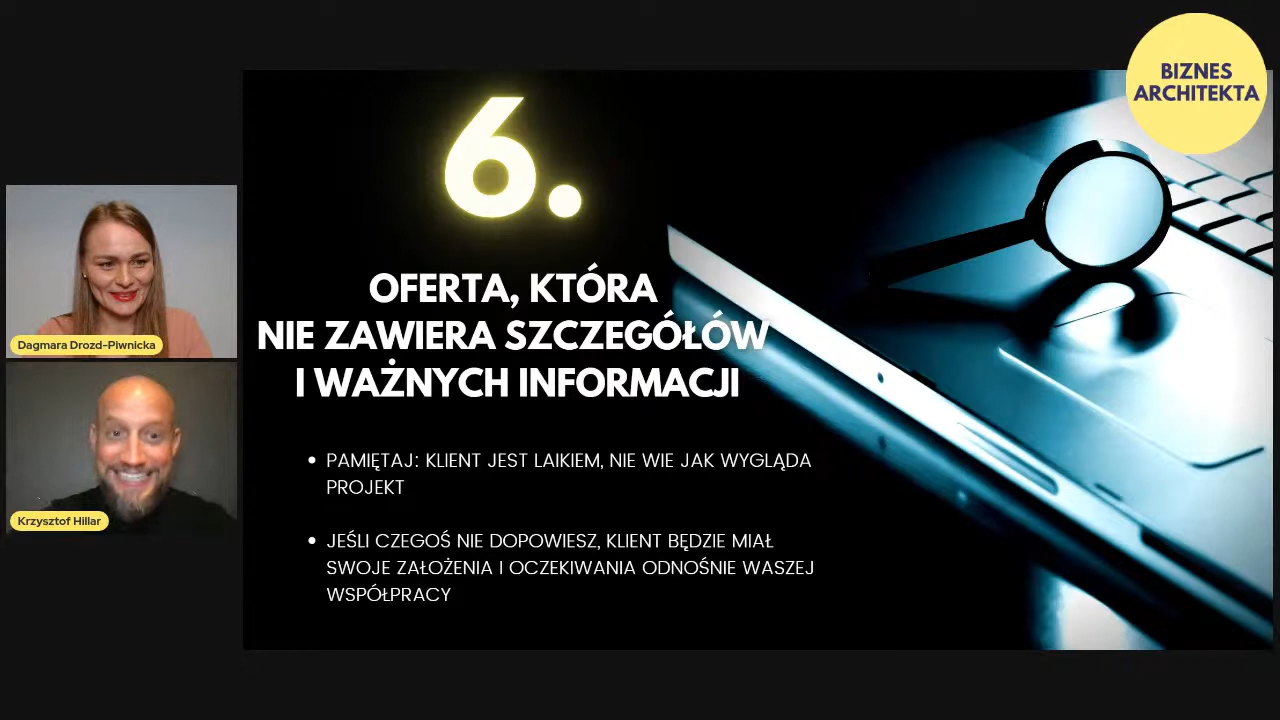 BIZNES
ARCHITEKTA
6.
OFERTA, KTÓRA
NIE ZAWIERA SZCZEGÓŁÓW
I WAŻNYCH INFORMACJI
• PAMIĘTAJ: KLIENT JEST LAIKIEM, NIE WIE JAK WYGLĄDA
PROJEKT
• JEŚLI CZEGOŚ NIE DOPOWIESZ, KLIENT BĘDZIE MIAŁ
SWOJE ZAŁOŻENIA I OCZEKIWANIA ODNOŚNIE WASZEJ
WSPÓŁPRACY
Dagmara Drozd-Piwnicka
Krzysztof Hillar